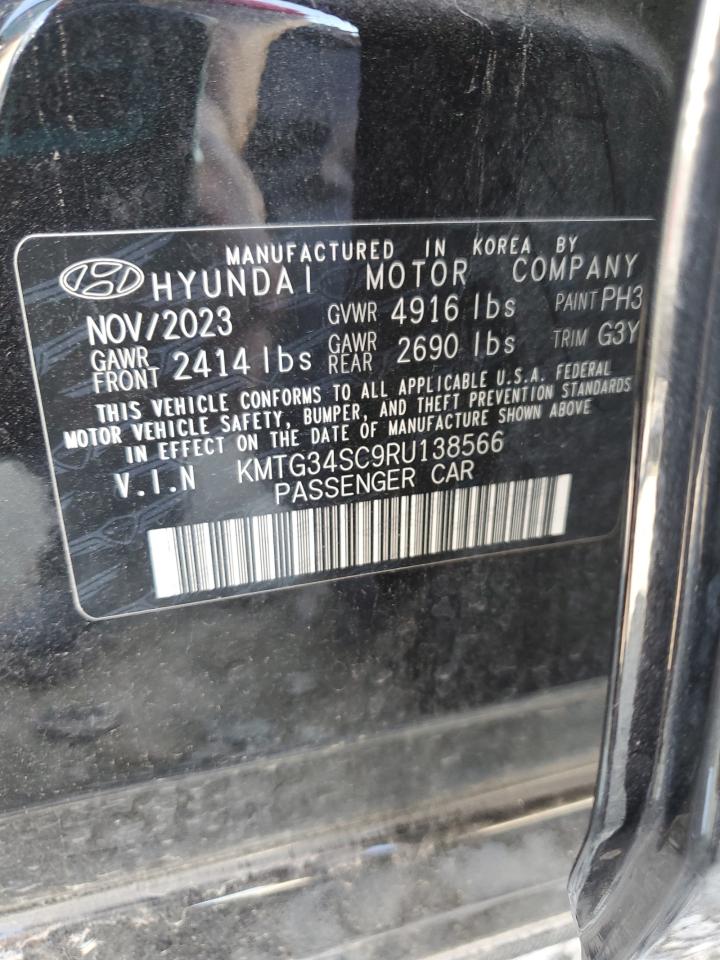 MANUFACTURED IN KOREA BY
HYUNDAI MOTOR COMPANY
NOV/2023 GVWR 4916 lbs PAINT PH3
GAWR FRONT 2414 lbs GAWR REAR 2690 lbs TRIM G3Y
THIS VEHICLE CONFORMS TO ALL APPLICABLE U.S.A. FEDERAL
MOTOR VEHICLE SAFETY, BUMPER, AND THEFT PREVENTION STANDARDS
IN EFFECT ON THE DATE OF MANUFACTURE SHOWN ABOVE
V.I.N KMTG34SC9RU138566
PASSENGER CAR